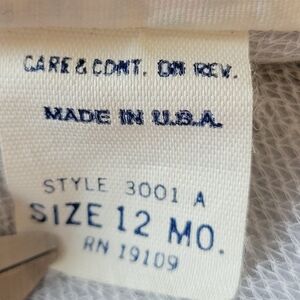 CARE & CONT. ON REV.
MADE IN U.S.A.
STYLE 3001 A
SIZE 12 MO.
RN 19109